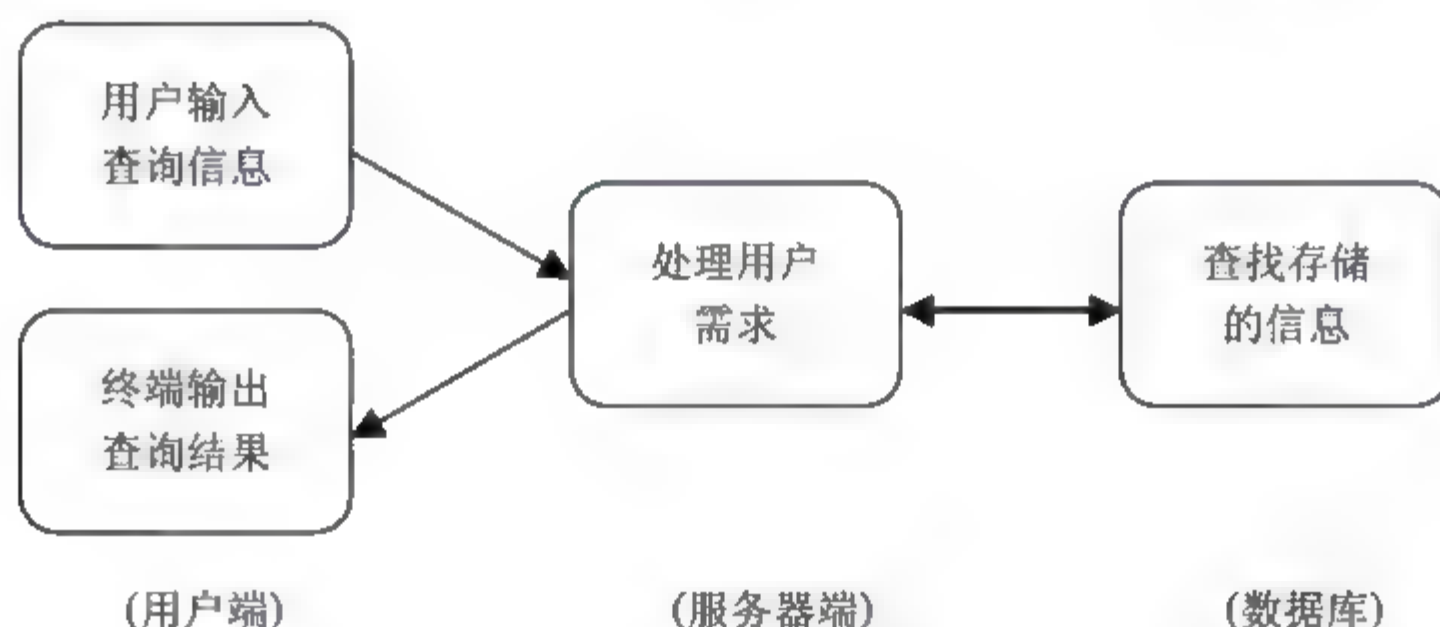 用户输入
查询信息
处理用户
需求
查找存储
的信息
终端输出
查询结果
(用户端)
(服务器端)
(数据库)